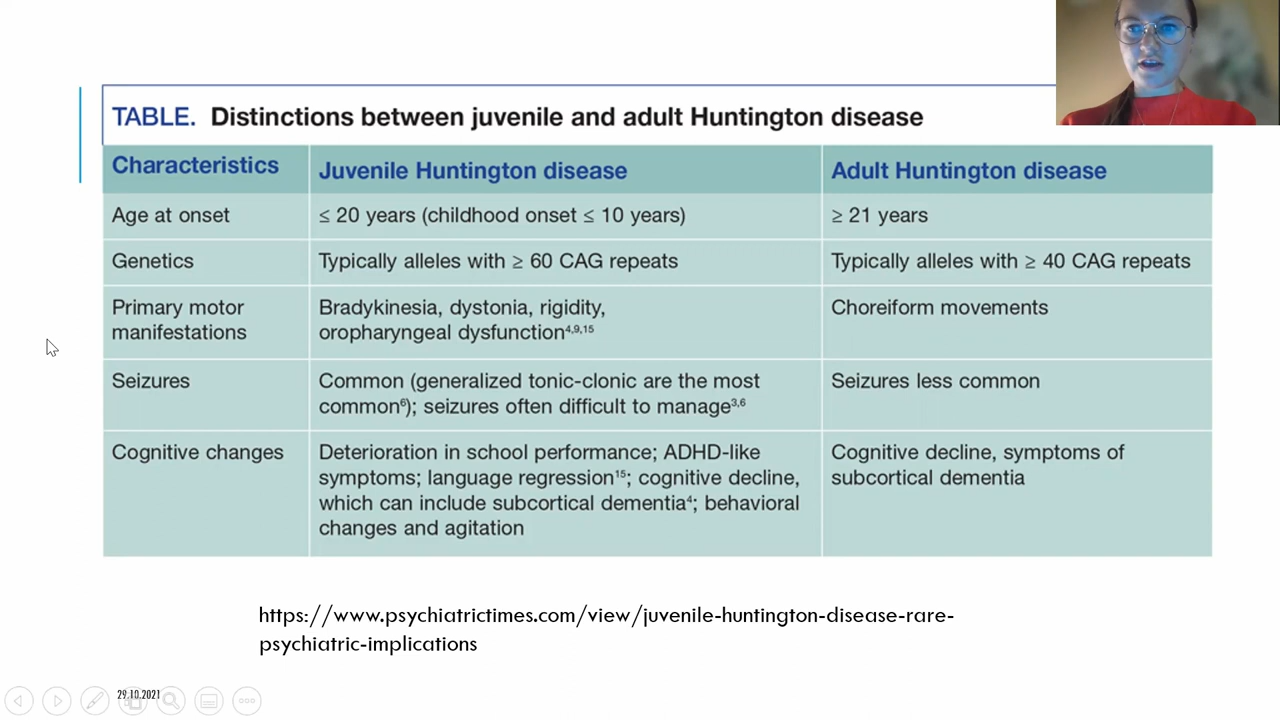 TABLE. Distinctions between juvenile and adult Huntington disease
Characteristics
Juvenile Huntington disease
Adult Huntington disease
Age at onset
≤ 20 years (childhood onset ≤ 10 years)
≥ 21 years
Genetics
Typically alleles with ≥ 60 CAG repeats
Typically alleles with ≥ 40 CAG repeats
Primary motor
manifestations
Bradykinesia, dystonia, rigidity,
oropharyngeal dysfunction⁴,⁹,¹⁵
Choreiform movements
Seizures
Common (generalized tonic-clonic are the most
common⁶); seizures often difficult to manage³,⁶
Seizures less common
Cognitive changes
Deterioration in school performance; ADHD-like
symptoms; language regression¹⁵; cognitive decline,
which can include subcortical dementia⁴; behavioral
changes and agitation
Cognitive decline, symptoms of
subcortical dementia
https://www.psychiatrictimes.com/view/juvenile-huntington-disease-rare-
psychiatric-implications
29.10.2021